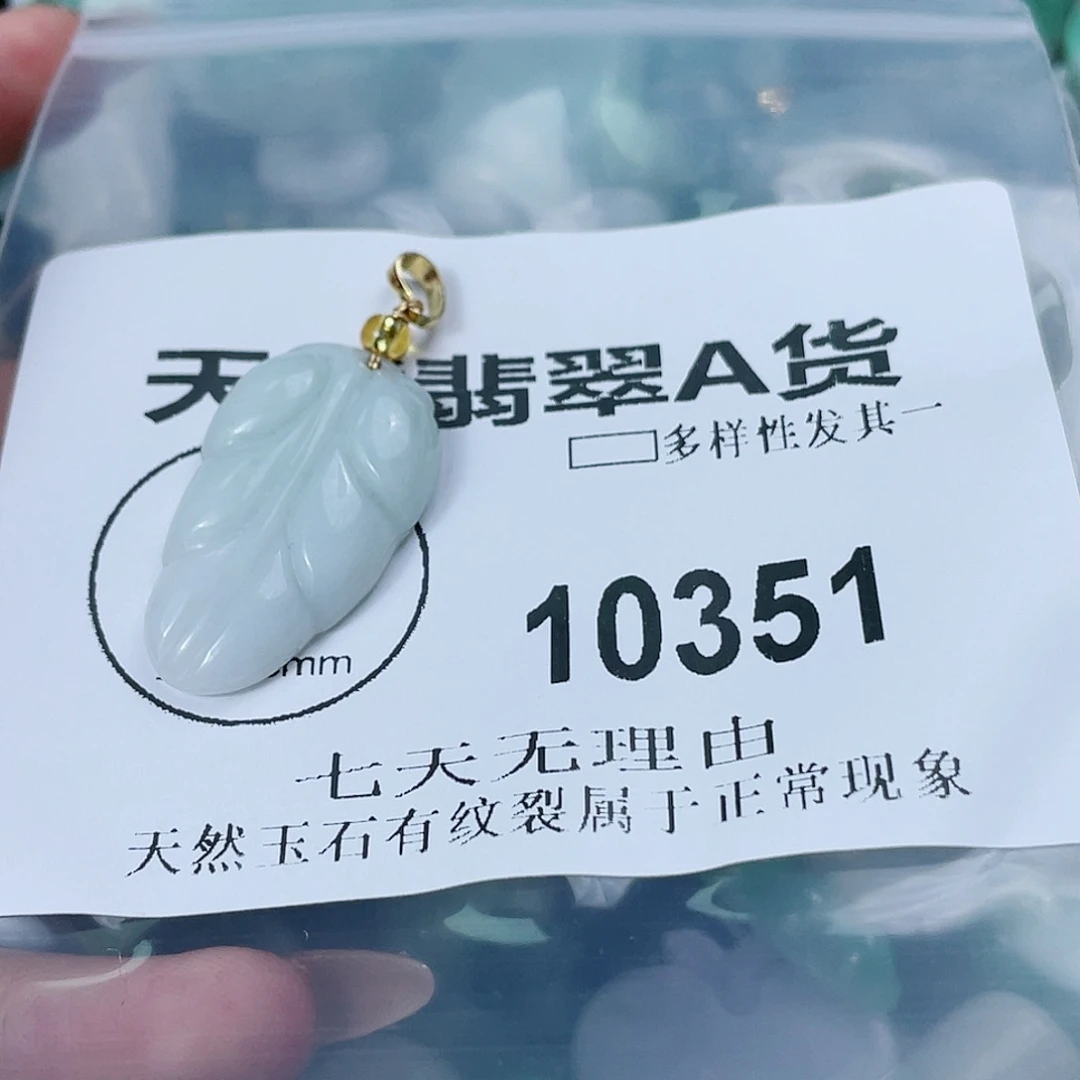 天 翡翠A货
多样性发其一
10351
mm
七天无理由
天然玉石有纹裂属于正常现象